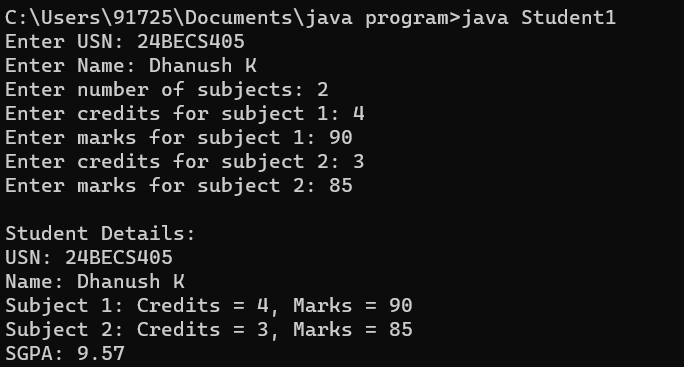 C:\Users\91725\Documents\java program>java Student1
Enter USN: 24BECS405
Enter Name: Dhanush K
Enter number of subjects: 2
Enter credits for subject 1: 4
Enter marks for subject 1: 90
Enter credits for subject 2: 3
Enter marks for subject 2: 85

Student Details:
USN: 24BECS405
Name: Dhanush K
Subject 1: Credits = 4, Marks = 90
Subject 2: Credits = 3, Marks = 85
SGPA: 9.57